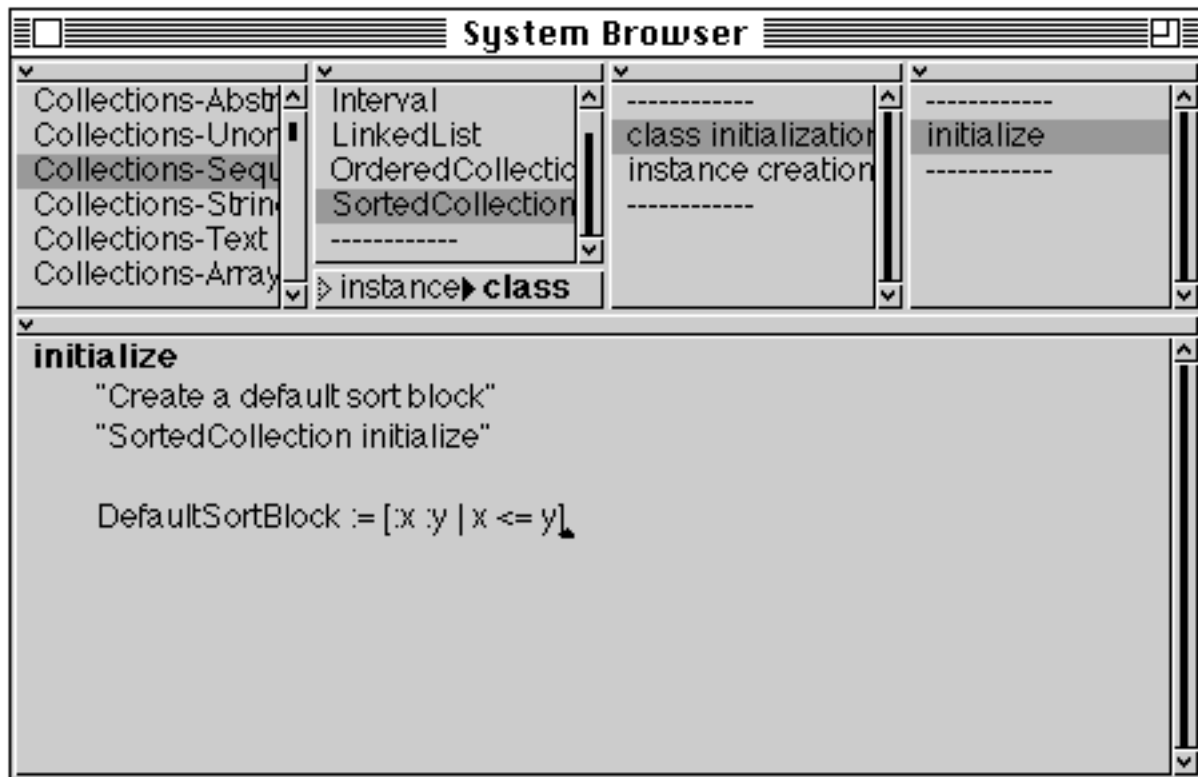 System Browser
Collections-Abstr
Collections-Unor
Collections-Sequ
Collections-Strin
Collections-Text
Collections-Array
Interval
LinkedList
OrderedCollectio
SortedCollection
------------
instance class
------------
class initialization
instance creation
------------
------------
initialize
------------
initialize
"Create a default sort block"
"SortedCollection initialize"
DefaultSortBlock := [:x :y | x <= y]